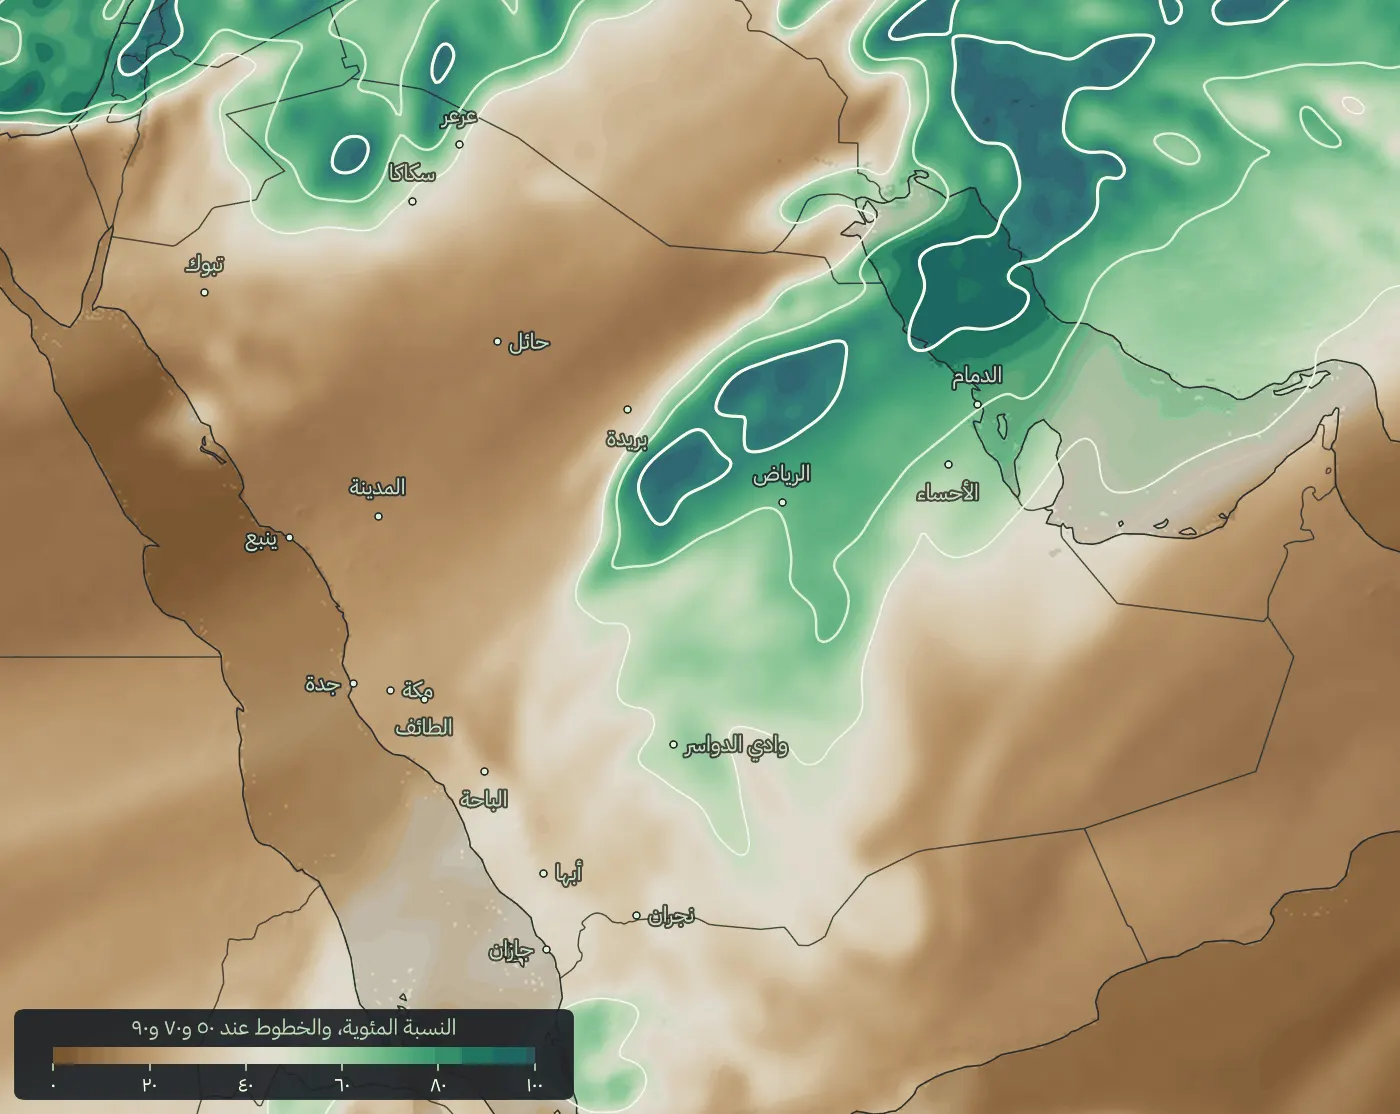 عرعر
سكاكا
تبوك
حائل
الدمام
بريدة
الرياض
الأحساء
المدينة
ينبع
جدة
مكة
الطائف
وادي الدواسر
الباحة
أبها
نجران
جازان
النسبة المئوية، والخطوط عند ٥٠ و٧٠ و٩٠
٠ ٢٠ ٤٠ ٦٠ ٨٠ ١٠٠